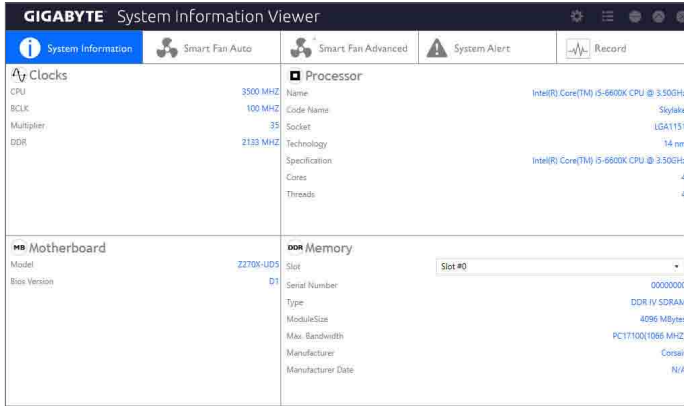 GIGABYTE™ System Information Viewer
System Information
Smart Fan Auto
Smart Fan Advanced
System Alert
Record
Clocks
CPU 3500 MHZ
BCLK 100 MHZ
Multiplier 35
DDR 2133 MHZ
Processor
Name Intel(R) Core(TM) i5-6600K CPU @ 3.50GHz
Code Name Skylake
Socket LGA1151
Technology 14 nm
Specification Intel(R) Core(TM) i5-6600K CPU @ 3.50GHz
Cores 4
Threads 4
MB Motherboard
Model Z270X-UD5
Bios Version D1
DDR Memory
Slot Slot #0
Serial Number 00000000
Type DDR IV SDRAM
ModuleSize 4096 MBytes
Max. Bandwidth PC17100(1066 MHZ)
Manufacturer Corsair
Manufacturer Date N/A